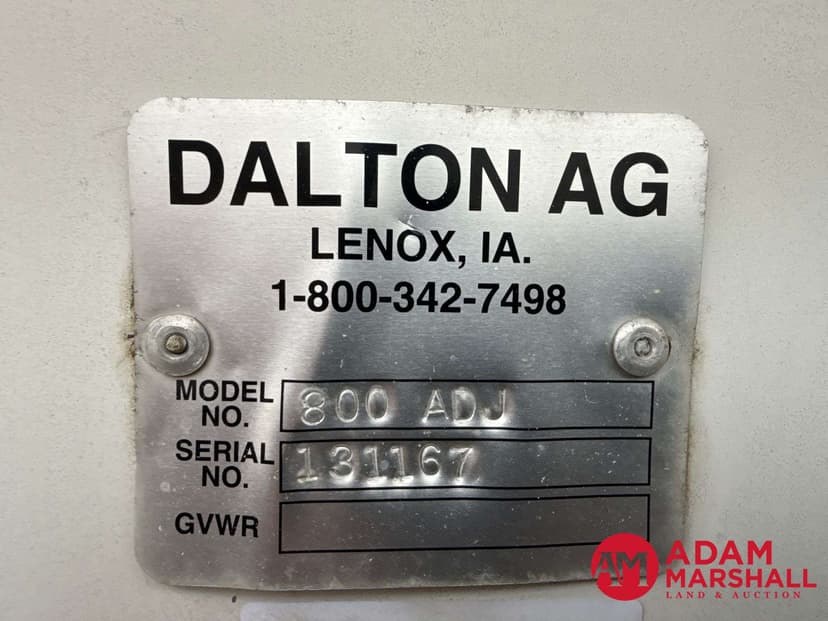 DALTON AG
LENOX, IA.
1-800-342-7498
MODEL NO. 800 ADJ
SERIAL NO. 131167
GVWR
AM ADAM
MARSHALL
LAND & AUCTION